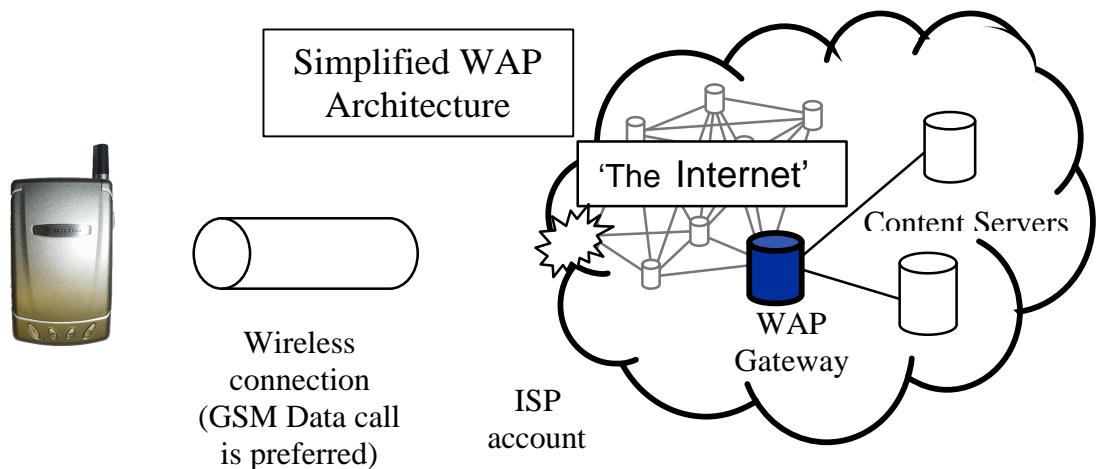 Simplified WAP
Architecture
‘The Internet’
Content Servers
WAP
Gateway
Wireless
connection
(GSM Data call
is preferred)
ISP
account